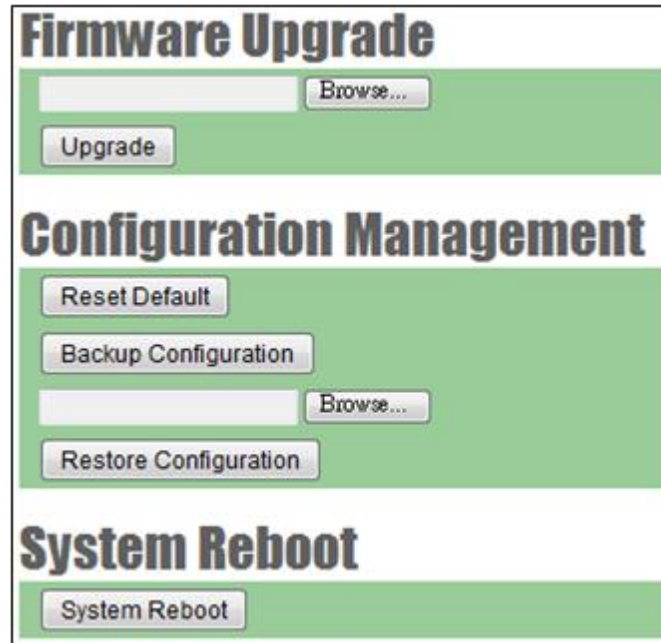 Firmware Upgrade
Browse...
Upgrade
Configuration Management
Reset Default
Backup Configuration
Browse...
Restore Configuration
System Reboot
System Reboot